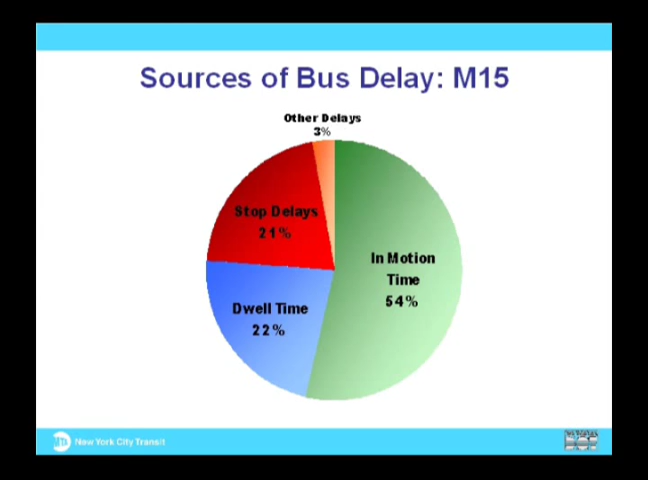 Sources of Bus Delay: M15
Other Delays
3%
Stop Delays
21%
In Motion
Time
54%
Dwell Time
22%
MTA New York City Transit